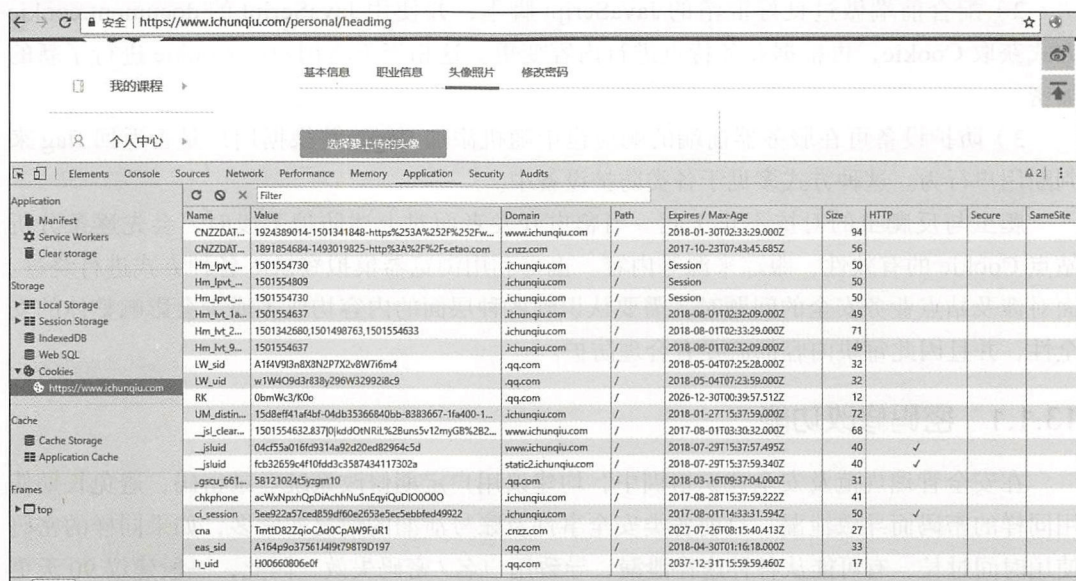 安全 | https://www.ichunqiu.com/personal/headimg
基本信息 职业信息 头像照片 修改密码
我的课程
个人中心
选择要上传的头像
Elements Console Sources Network Performance Memory Application Security Audits 2
Application
Manifest
Service Workers
Clear storage
Storage
Local Storage
Session Storage
IndexedDB
Web SQL
Cookies
https://www.ichunqiu.com
Cache
Cache Storage
Application Cache
Frames
top
Filter
Name Value Domain Path Expires / Max-Age Size HTTP Secure SameSite
CNZZDAT... 1924389014-1501341848-https%253A%252F%252Fw... www.ichunqiu.com / 2018-01-30T02:33:29.000Z 94
CNZZDAT... 1891854684-1493019825-http%3A%2F%2Fs.etao.com .cnzz.com / 2017-10-23T07:43:45.685Z 56
Hm_lpvt_... 1501554730 .ichunqiu.com / Session 50
Hm_lpvt_... 1501554809 .ichunqiu.com / Session 50
Hm_lpvt_... 1501554730 .ichunqiu.com / Session 50
Hm_lvt_1a... 1501554637 .ichunqiu.com / 2018-08-01T02:32:09.000Z 49
Hm_lvt_2... 1501342680,1501498763,1501554633 .ichunqiu.com / 2018-08-01T02:33:29.000Z 71
Hm_lvt_9... 1501554637 .ichunqiu.com / 2018-08-01T02:32:09.000Z 49
LW_sid .qq.com / 2018-05-04T07:25:28.000Z 32
LW_uid w1W4O9d3r838y296W32992i8c9 .qq.com / 2018-05-04T07:23:59.000Z 32
RK 0bmWc3/K0o .qq.com / 2026-12-30T00:39:57.512Z 12
UM_distin... 15d8eff41af4bf-04db35366840bb-8383667-1fa400-1... .ichunqiu.com / 2018-01-27T15:37:59.000Z 72
__jsl_clear... www.ichunqiu.com / 2017-08-01T03:30:32.000Z 68
__jsluid 04cf55a016fd9314a92d20ed82964c5d www.ichunqiu.com / 2018-07-29T15:37:57.495Z 40 ✓
__jsluid fcb32659c4f10fdd3c3587434117302a static2.ichunqiu.com / 2018-07-29T15:37:59.340Z 40 ✓
_gscu_661... 58121024t5yzgm10 .qq.com / 2018-03-16T09:37:04.000Z 31
chkphone acWxNpxhQpDiAchhNuSnEqyiQuDIO0O0O .ichunqiu.com / 2017-08-28T15:37:59.222Z 41
ci_session 5ee922a57ced859df60e2653e5ec5ebbfed49922 .ichunqiu.com / 2017-08-01T14:33:31.594Z 50 ✓
cna TmttD82ZqioCAd0CpAW9FuR1 .cnzz.com / 2027-07-26T08:15:40.413Z 27
eas_sid .qq.com / 2018-04-30T01:16:18.000Z 33
h_uid H00660806e0f .qq.com / 2037-12-31T15:59:59.460Z 17